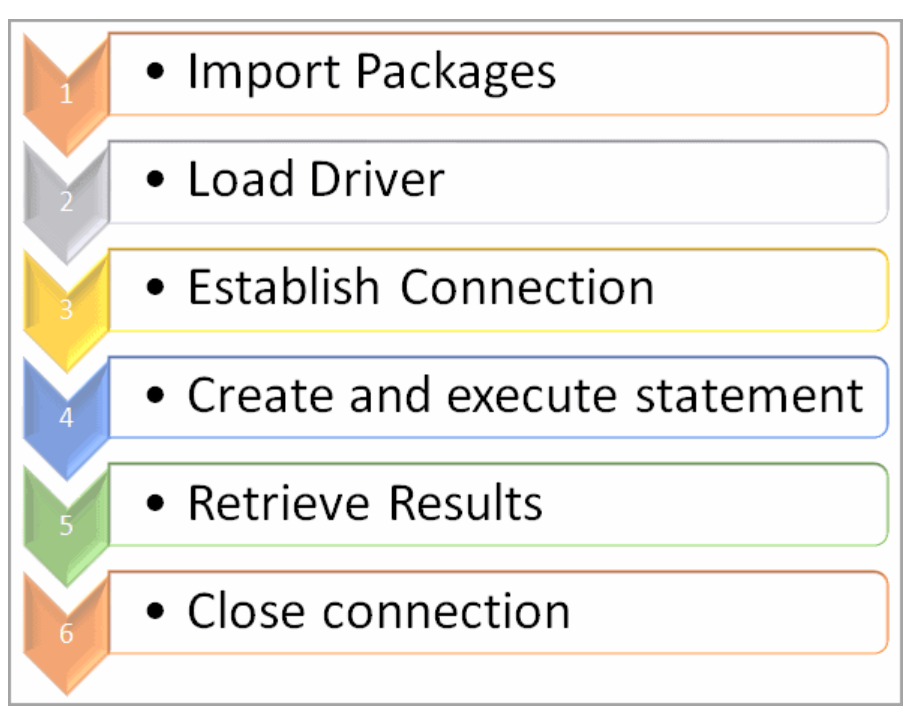 1 • Import Packages
2 • Load Driver
3 • Establish Connection
4 • Create and execute statement
5 • Retrieve Results
6 • Close connection